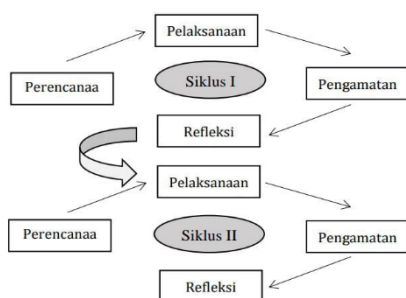 Pelaksanaan
Perencanaa
Siklus I
Pengamatan
Refleksi
Pelaksanaan
Perencanaa
Siklus II
Pengamatan
Refleksi